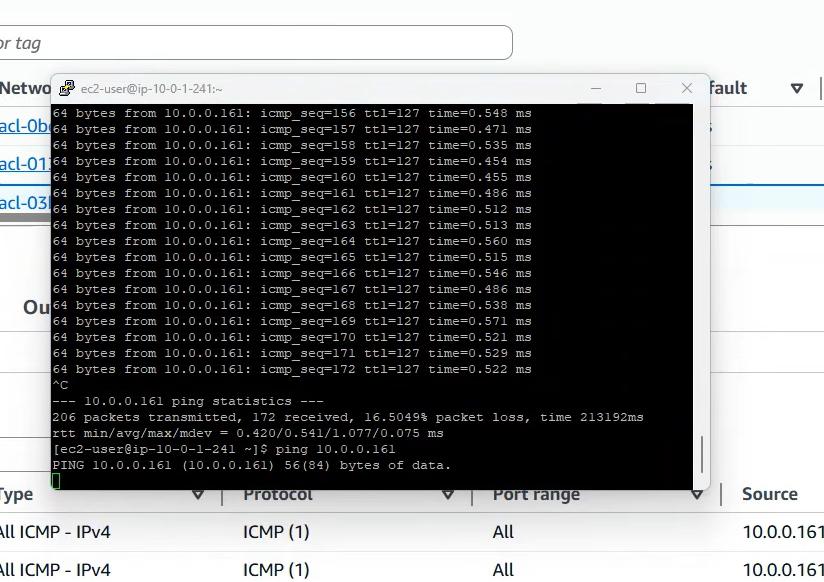 or tag
Netwo
ec2-user@ip-10-0-1-241:~
fault
acl-0b
acl-01
acl-03
Ou
64 bytes from 10.0.0.161: icmp_seq=156 ttl=127 time=0.548 ms
64 bytes from 10.0.0.161: icmp_seq=157 ttl=127 time=0.471 ms
64 bytes from 10.0.0.161: icmp_seq=158 ttl=127 time=0.535 ms
64 bytes from 10.0.0.161: icmp_seq=159 ttl=127 time=0.454 ms
64 bytes from 10.0.0.161: icmp_seq=160 ttl=127 time=0.455 ms
64 bytes from 10.0.0.161: icmp_seq=161 ttl=127 time=0.486 ms
64 bytes from 10.0.0.161: icmp_seq=162 ttl=127 time=0.512 ms
64 bytes from 10.0.0.161: icmp_seq=163 ttl=127 time=0.513 ms
64 bytes from 10.0.0.161: icmp_seq=164 ttl=127 time=0.560 ms
64 bytes from 10.0.0.161: icmp_seq=165 ttl=127 time=0.515 ms
64 bytes from 10.0.0.161: icmp_seq=166 ttl=127 time=0.546 ms
64 bytes from 10.0.0.161: icmp_seq=167 ttl=127 time=0.486 ms
64 bytes from 10.0.0.161: icmp_seq=168 ttl=127 time=0.538 ms
64 bytes from 10.0.0.161: icmp_seq=169 ttl=127 time=0.571 ms
64 bytes from 10.0.0.161: icmp_seq=170 ttl=127 time=0.521 ms
64 bytes from 10.0.0.161: icmp_seq=171 ttl=127 time=0.529 ms
64 bytes from 10.0.0.161: icmp_seq=172 ttl=127 time=0.522 ms
^C
--- 10.0.0.161 ping statistics ---
206 packets transmitted, 172 received, 16.5049% packet loss, time 213192ms
rtt min/avg/max/mdev = 0.420/0.541/1.077/0.075 ms
[ec2-user@ip-10-0-1-241 ~]$ ping 10.0.0.161
PING 10.0.0.161 (10.0.0.161) 56(84) bytes of data.
Type Protocol Port range Source
All ICMP - IPv4 ICMP (1) All 10.0.0.161
All ICMP - IPv4 ICMP (1) All 10.0.0.161